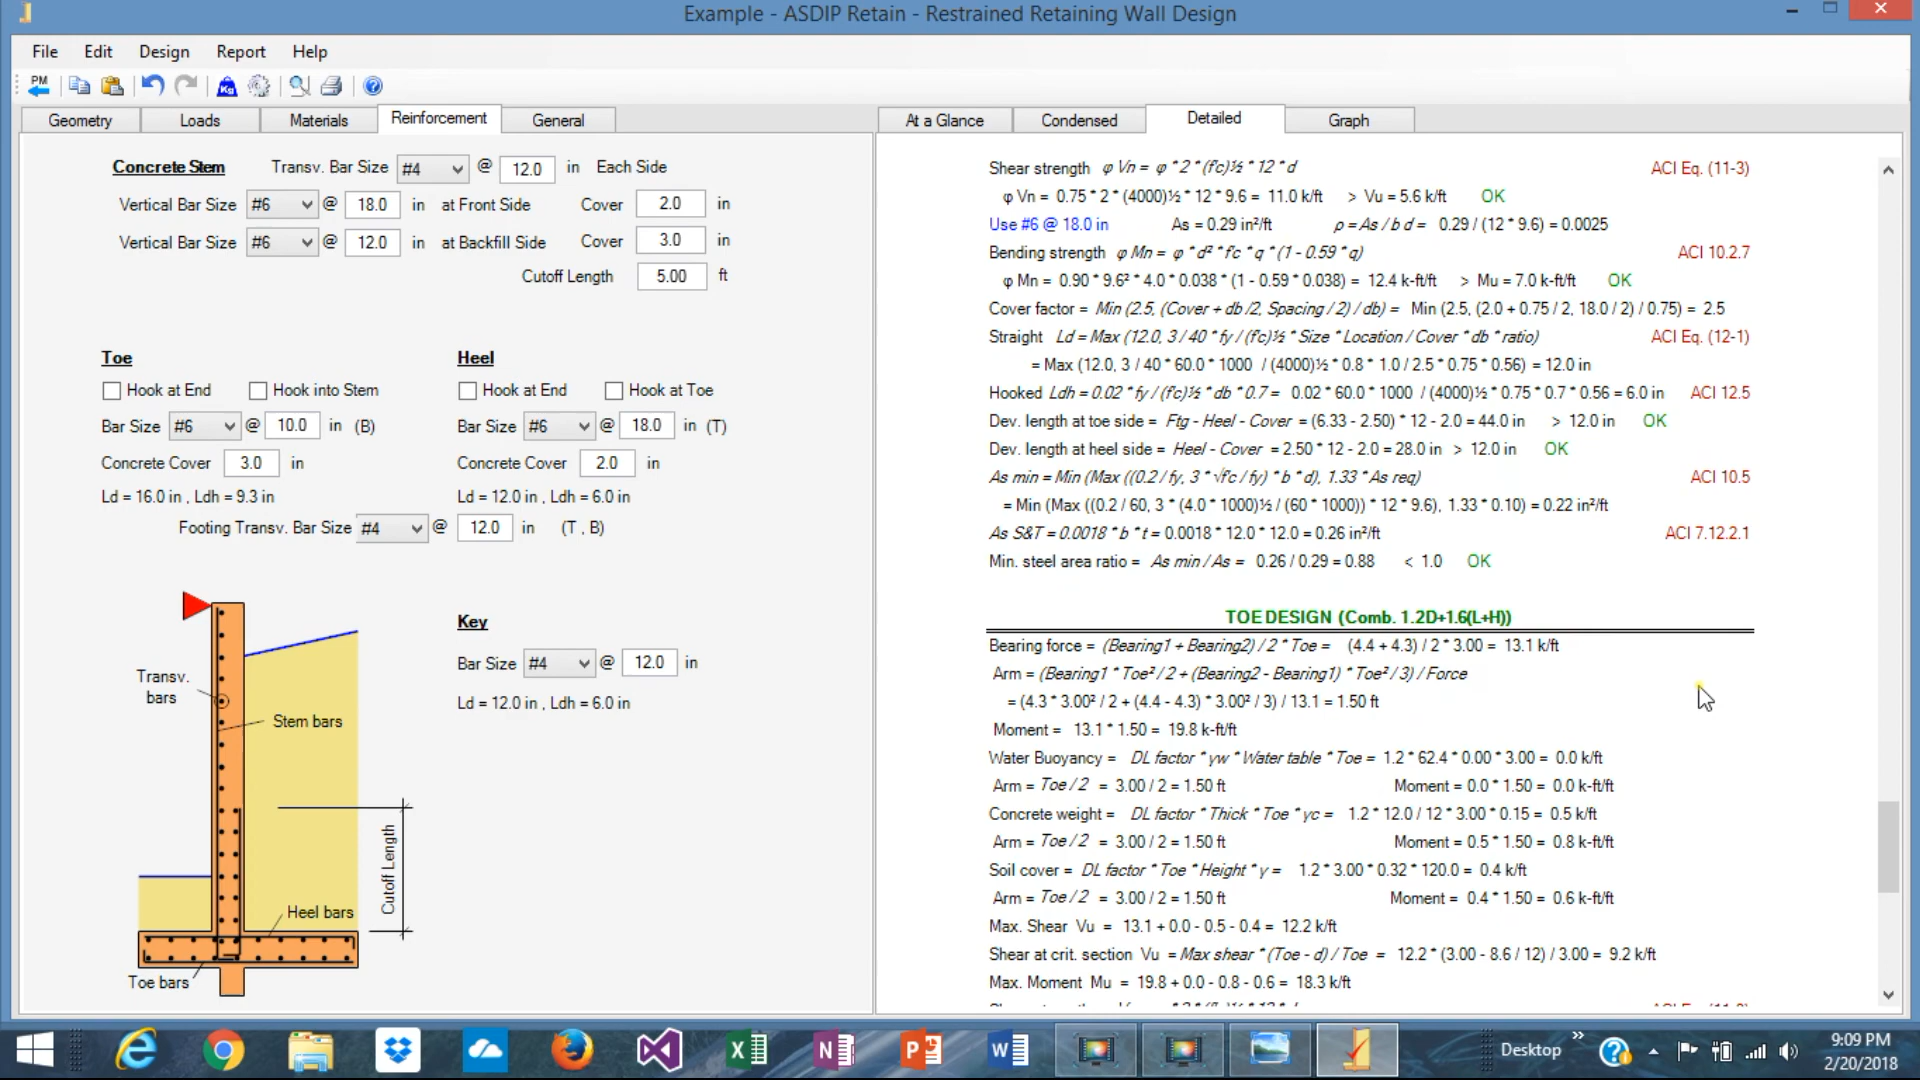 Example - ASDIP Retain - Restrained Retaining Wall Design
File Edit Design Report Help
PM Kg
Geometry Loads Materials Reinforcement General
At a Glance Condensed Detailed Graph
Concrete Stem Transv. Bar Size #4 @ 12.0 in Each Side
Vertical Bar Size #6 @ 18.0 in at Front Side Cover 2.0 in
Vertical Bar Size #6 @ 12.0 in at Backfill Side Cover 3.0 in
Cutoff Length 5.00 ft
Toe Heel
Hook at End Hook into Stem Hook at End Hook at Toe
Bar Size #6 @ 10.0 in (B) Bar Size #6 @ 18.0 in (T)
Concrete Cover 3.0 in Concrete Cover 2.0 in
Ld = 16.0 in , Ldh = 9.3 in Ld = 12.0 in , Ldh = 6.0 in
Footing Transv. Bar Size #4 @ 12.0 in (T , B)
Key
Bar Size #4 @ 12.0 in
Ld = 12.0 in , Ldh = 6.0 in
Transv.
bars
Stem bars
Cutoff Length
Heel bars
Toe bars
Shear strength φ Vn = φ * 2 * (f'c)½ * 12 * d ACI Eq. (11-3)
φ Vn = 0.75 * 2 * (4000)½ * 12 * 9.6 = 11.0 k/ft > Vu = 5.6 k/ft OK
Use #6 @ 18.0 in As = 0.29 in²/ft ρ = As / b d = 0.29 / (12 * 9.6) = 0.0025
Bending strength φ Mn = φ * d² * f'c * q * (1 - 0.59 * q) ACI 10.2.7
φ Mn = 0.90 * 9.6² * 4.0 * 0.038 * (1 - 0.59 * 0.038) = 12.4 k-ft/ft > Mu = 7.0 k-ft/ft OK
Cover factor = Min (2.5, (Cover + db /2, Spacing / 2) / db) = Min (2.5, (2.0 + 0.75 / 2, 18.0 / 2) / 0.75) = 2.5
Straight Ld = Max (12.0, 3 / 40 * fy / (f'c)½ * Size * Location / Cover * db * ratio) ACI Eq. (12-1)
= Max (12.0, 3 / 40 * 60.0 * 1000 / (4000)½ * 0.8 * 1.0 / 2.5 * 0.75 * 0.56) = 12.0 in
Hooked Ldh = 0.02 * fy / (f'c)½ * db * 0.7 = 0.02 * 60.0 * 1000 / (4000)½ * 0.75 * 0.7 * 0.56 = 6.0 in ACI 12.5
Dev. length at toe side = Ftg - Heel - Cover = (6.33 - 2.50) * 12 - 2.0 = 44.0 in > 12.0 in OK
Dev. length at heel side = Heel - Cover = 2.50 * 12 - 2.0 = 28.0 in > 12.0 in OK
As min = Min (Max ((0.2 / fy, 3 * √f'c / fy) * b * d), 1.33 * As req) ACI 10.5
= Min (Max ((0.2 / 60, 3 * (4.0 * 1000)½ / (60 * 1000)) * 12 * 9.6), 1.33 * 0.10) = 0.22 in²/ft
As S&T = 0.0018 * b * t = 0.0018 * 12.0 * 12.0 = 0.26 in²/ft ACI 7.12.2.1
Min. steel area ratio = As min / As = 0.26 / 0.29 = 0.88 < 1.0 OK
TOE DESIGN (Comb. 1.2D+1.6(L+H))
Bearing force = (Bearing1 + Bearing2) / 2 * Toe = (4.4 + 4.3) / 2 * 3.00 = 13.1 k/ft
Arm = (Bearing1 * Toe² / 2 + (Bearing2 - Bearing1) * Toe² / 3) / Force
= (4.3 * 3.00² / 2 + (4.4 - 4.3) * 3.00² / 3) / 13.1 = 1.50 ft
Moment = 13.1 * 1.50 = 19.8 k-ft/ft
Water Buoyancy = DL factor * γw * Water table * Toe = 1.2 * 62.4 * 0.00 * 3.00 = 0.0 k/ft
Arm = Toe / 2 = 3.00 / 2 = 1.50 ft Moment = 0.0 * 1.50 = 0.0 k-ft/ft
Concrete weight = DL factor * Thick * Toe * γc = 1.2 * 12.0 / 12 * 3.00 * 0.15 = 0.5 k/ft
Arm = Toe / 2 = 3.00 / 2 = 1.50 ft Moment = 0.5 * 1.50 = 0.8 k-ft/ft
Soil cover = DL factor * Toe * Height * γ = 1.2 * 3.00 * 0.32 * 120.0 = 0.4 k/ft
Arm = Toe / 2 = 3.00 / 2 = 1.50 ft Moment = 0.4 * 1.50 = 0.6 k-ft/ft
Max. Shear Vu = 13.1 + 0.0 - 0.5 - 0.4 = 12.2 k/ft
Shear at crit. section Vu = Max shear * (Toe - d) / Toe = 12.2 * (3.00 - 8.6 / 12) / 3.00 = 9.2 k/ft
Max. Moment Mu = 19.8 + 0.0 - 0.8 - 0.6 = 18.3 k-ft/ft
Desktop
9:09 PM
2/20/2018